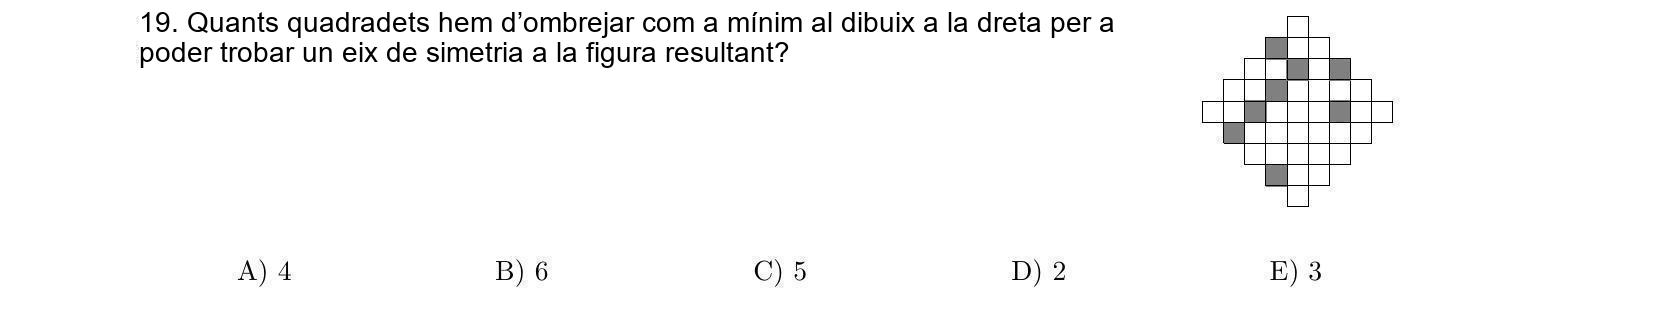 19. Quants quadradets hem d’ombrejar com a mínim al dibuix a la dreta per a
poder trobar un eix de simetria a la figura resultant?
A) 4 B) 6 C) 5 D) 2 E) 3